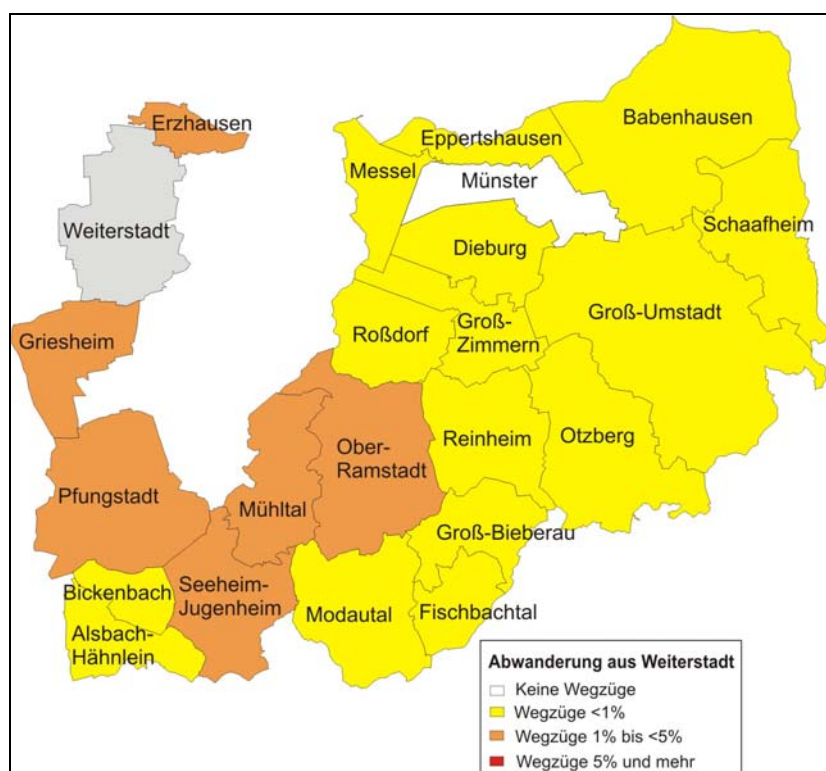 Erzhausen
Babenhausen
Eppertshausen
Messel
Münster
Schaafheim
Weiterstadt
Dieburg
Groß-Umstadt
Griesheim
Roßdorf
Groß-
Zimmern
Ober-
Ramstadt
Reinheim
Otzberg
Pfungstadt
Mühltal
Groß-Bieberau
Bickenbach
Seeheim-
Jugenheim
Modautal
Fischbachtal
Alsbach-
Hähnlein
Abwanderung aus Weiterstadt
Keine Wegzüge
Wegzüge <1%
Wegzüge 1% bis <5%
Wegzüge 5% und mehr